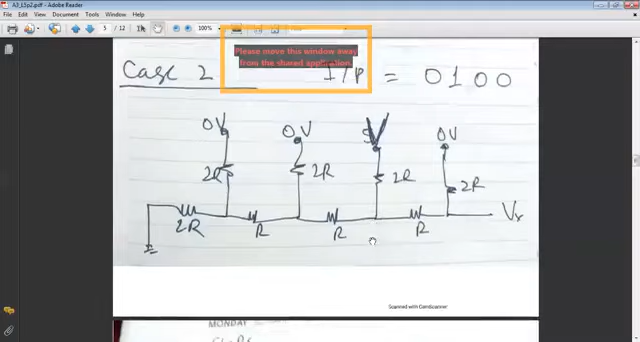 A3_L5p2.pdf - Adobe Reader
File Edit View Document Tools Window Help
5 / 12
100%
Please move this window away
from the shared application.
Case 2 I/P = 0100
0V 0V 5V 0V
2R 2R 2R 2R
2R R R R Vx
Scanned with CamScanner
MONDAY